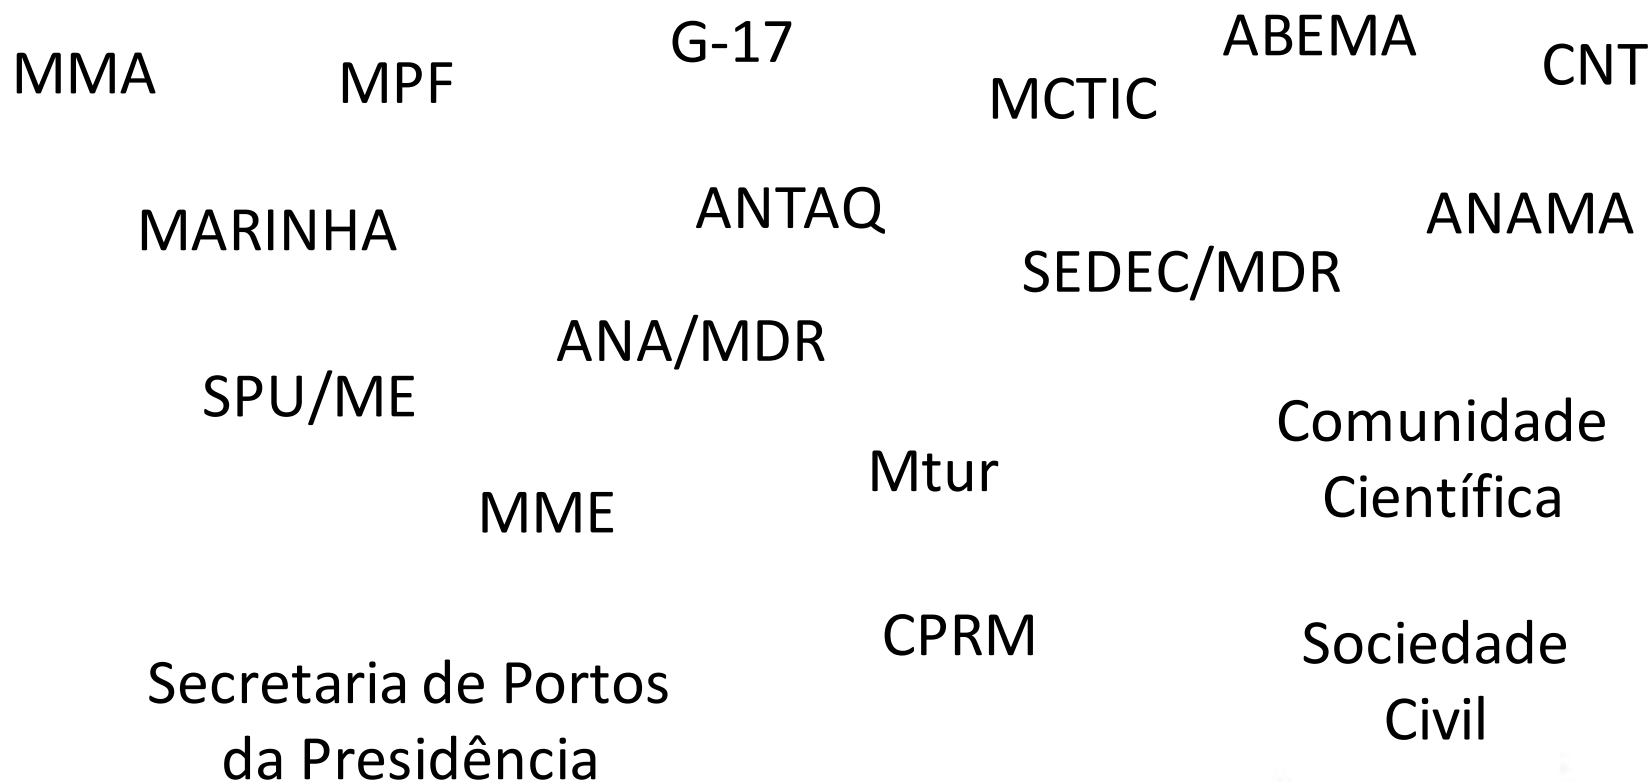 G-17
ABEMA
CNT
MMA
MPF
MCTIC
ANTAQ
ANAMA
MARINHA
SEDEC/MDR
ANA/MDR
SPU/ME
Comunidade
Científica
Mtur
MME
CPRM
Sociedade
Civil
Secretaria de Portos
da Presidência